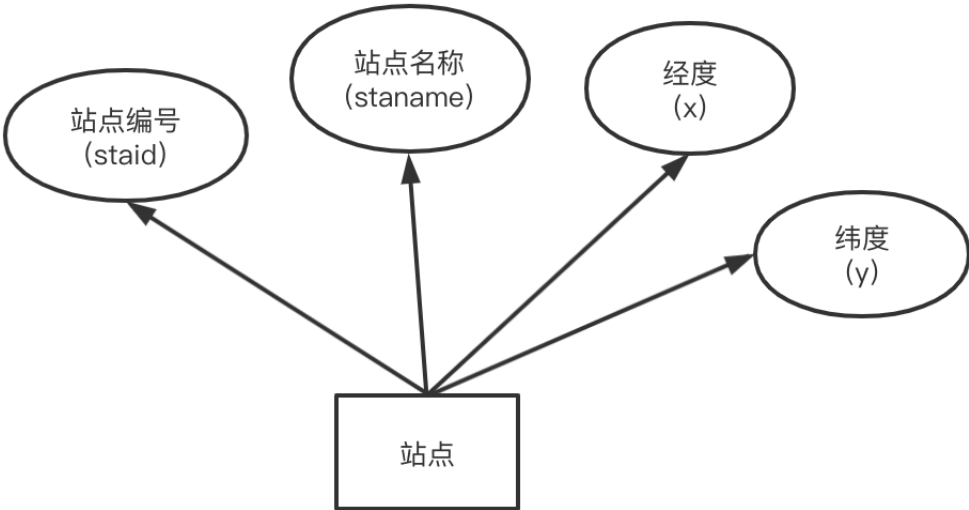 站点名称
(staname)
经度
(x)
站点编号
(staid)
纬度
(y)
站点